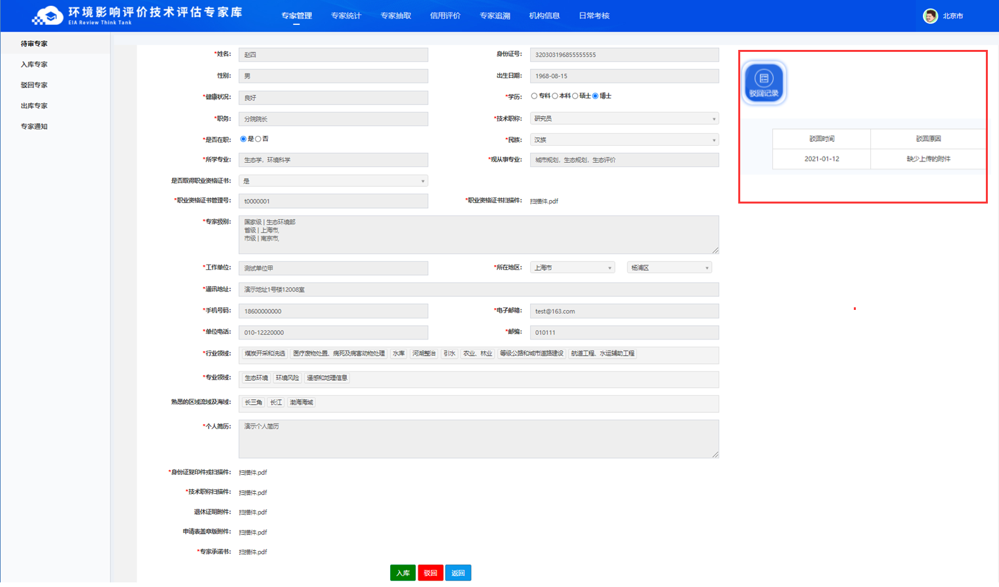 环境影响评价技术评估专家库
EIA Review Think Tank
专家管理 专家统计 专家抽取 信用评价 专家追溯 机构信息 日常考核
北京市
待审专家
入库专家
驳回专家
出库专家
专家通知
*姓名: 赵四 身份证号: 320303196855555555
性别: 男 出生日期: 1968-08-15
*健康状况: 良好 *学历: 专科 本科 硕士 博士
*职务: 分院院长 *技术职称: 研究员
*是否在职: 是 否 *民族: 汉族
*所学专业: 生态学，环境科学 *现从事专业: 城市规划，生态规划，生态评价
是否取得职业资格证书: 是
*职业资格证书管理号: t0000001 *职业资格证书扫描件: 扫描件.pdf
*专家级别: 国家级 | 生态环境部
省级 | 上海市,
市级 | 南京市,
*工作单位: 测试单位甲 *所在地区: 上海市 杨浦区
*通讯地址: 演示地址1号楼12008室
*手机号码: 18600000000 *电子邮箱: test@163.com
*单位电话: 010-12220000 *邮编: 010111
*行业领域: 煤炭开采和洗选 医疗废物处置、病死及病害动物处理 水库 河湖整治 引水 农业、林业 等级公路和城市道路建设 航道工程、水运辅助工程
*专业领域: 生态环境 环境风险 遥感和地理信息
熟悉的区域流域及海域: 长三角 长江 渤海海域
*个人简历: 演示个人简历
*身份证复印件或扫描件: 扫描件.pdf
*技术职称扫描件: 扫描件.pdf
退休证明附件: 扫描件.pdf
申请表盖章版附件: 扫描件.pdf
*专家承诺书: 扫描件.pdf
入库 驳回 返回
驳回记录
驳回时间 驳回原因
2021-01-12 缺少上传的附件